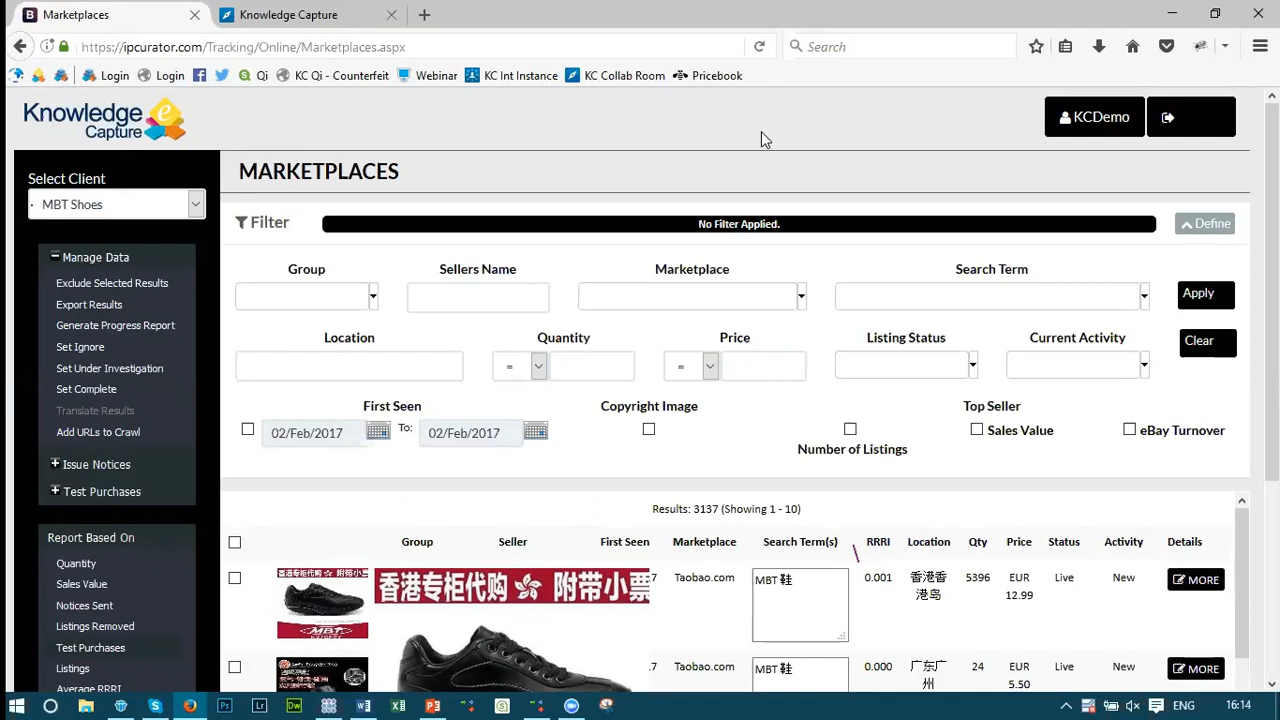 Marketplaces
Knowledge Capture
https://ipcurator.com/Tracking/Online/Marketplaces.aspx
Search
Login
Login
Qi
KC Qi - Counterfeit
Webinar
KC Int Instance
KC Collab Room
Pricebook
Knowledge
Capture
e
KCDemo
Select Client
MBT Shoes
MARKETPLACES
Filter
No Filter Applied.
Define
Group
Sellers Name
Marketplace
Search Term
Apply
Location
Quantity
Price
Listing Status
Current Activity
Clear
=
=
First Seen
Copyright Image
Top Seller
02/Feb/2017
To:
02/Feb/2017
Sales Value
eBay Turnover
Number of Listings
Manage Data
Exclude Selected Results
Export Results
Generate Progress Report
Set Ignore
Set Under Investigation
Set Complete
Translate Results
Add URLs to Crawl
Issue Notices
Test Purchases
Report Based On
Quantity
Sales Value
Notices Sent
Listings Removed
Test Purchases
Listings
Average RRRI
Results: 3137 (Showing 1 - 10)
Group Seller First Seen Marketplace Search Term(s) RRRI Location Qty Price Status Activity Details
香港专柜代购 附带小票
7 Taobao.com MBT 鞋 0.001 香港香港岛 5396 EUR 12.99 Live New MORE
7 Taobao.com MBT 鞋 0.000 广东广州 24 EUR 5.50 Live New MORE
ENG
16:14